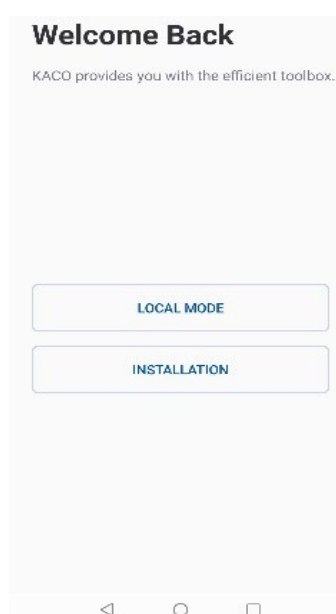 Welcome Back
KACO provides you with the efficient toolbox.
LOCAL MODE
INSTALLATION